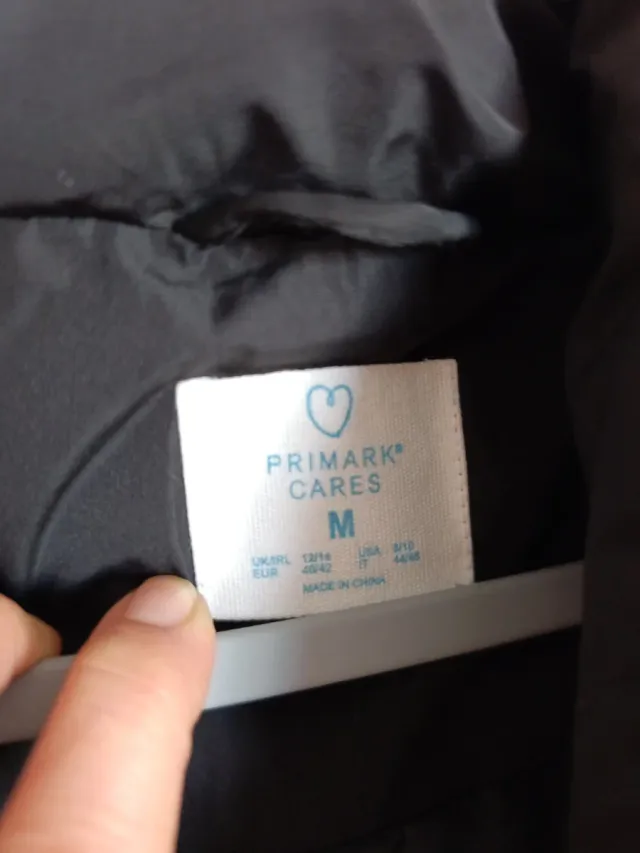 PRIMARK®
CARES
M
UK/IRL 12/14 USA 8/10
EUR 40/42 IT 44/46
MADE IN CHINA